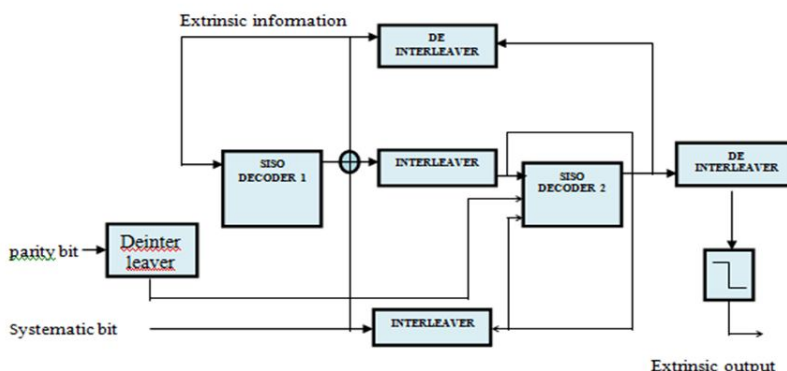 Extrinsic information
DE
INTERLEAVER
SISO
DECODER 1
INTERLEAVER
SISO
DECODER 2
DE
INTERLEAVER
parity bit
Deinter
leaver
Systematic bit
INTERLEAVER
Extrinsic output